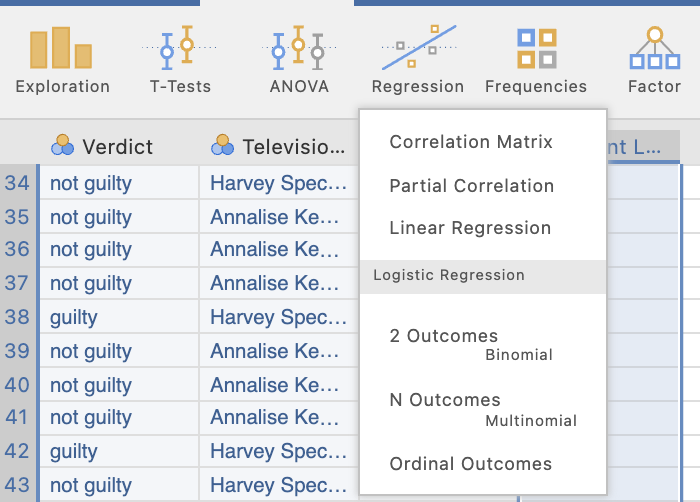 Exploration T-Tests ANOVA Regression Frequencies Factor
Verdict Televisio... nt L...
34 not guilty Harvey Spec...
35 not guilty Annalise Ke...
36 not guilty Annalise Ke...
37 not guilty Annalise Ke...
38 guilty Harvey Spec...
39 not guilty Annalise Ke...
40 not guilty Annalise Ke...
41 not guilty Annalise Ke...
42 guilty Harvey Spec...
43 not guilty Harvey Spec...
Correlation Matrix
Partial Correlation
Linear Regression
Logistic Regression
2 Outcomes
Binomial
N Outcomes
Multinomial
Ordinal Outcomes